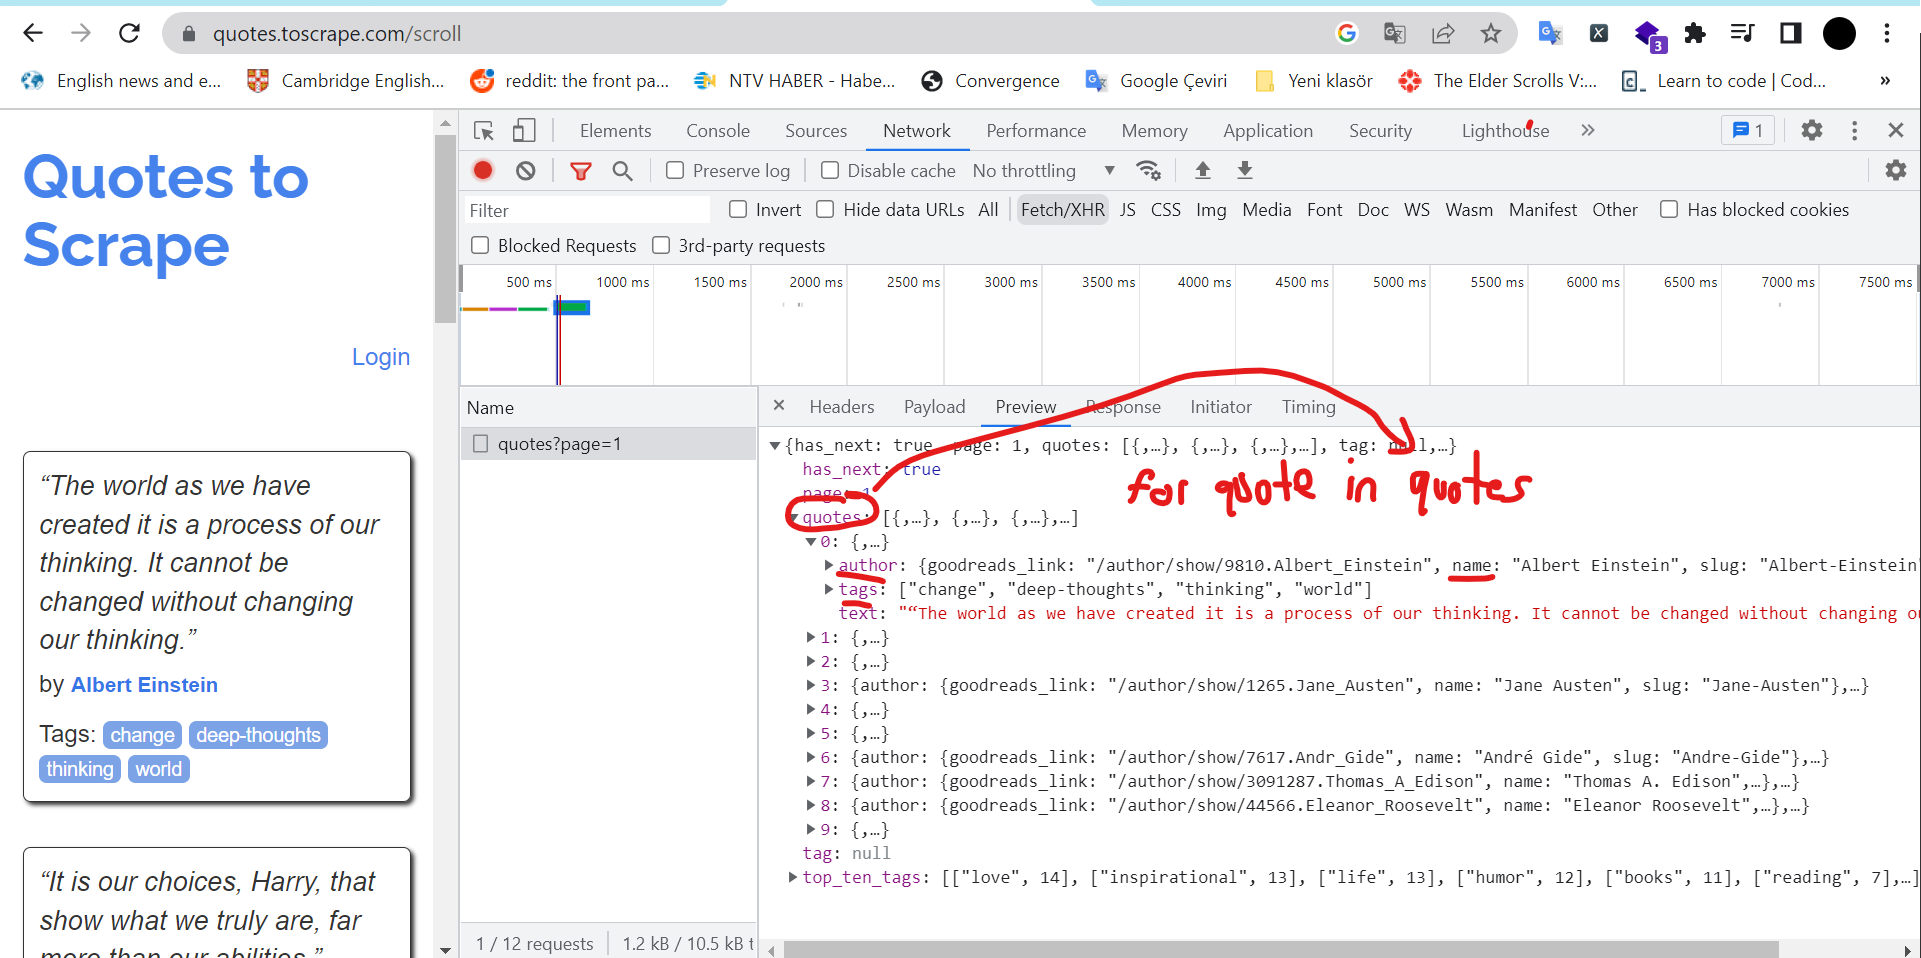 quotes.toscrape.com/scroll
3
English news and e... Cambridge English... reddit: the front pa... NTV HABER - Habe... Convergence Google Çeviri Yeni klasör The Elder Scrolls V:... Learn to code | Cod... »
Quotes to
Scrape
Login
“The world as we have
created it is a process of our
thinking. It cannot be
changed without changing
our thinking.”
by Albert Einstein
Tags: change deep-thoughts
thinking world
“It is our choices, Harry, that
show what we truly are, far
more than our abilities.”
Elements Console Sources Network Performance Memory Application Security Lighthouse » 1
Preserve log Disable cache No throttling
Filter Invert Hide data URLs All Fetch/XHR JS CSS Img Media Font Doc WS Wasm Manifest Other Has blocked cookies
Blocked Requests 3rd-party requests
500 ms 1000 ms 1500 ms 2000 ms 2500 ms 3000 ms 3500 ms 4000 ms 4500 ms 5000 ms 5500 ms 6000 ms 6500 ms 7000 ms 7500 ms
Name
quotes?page=1
1 / 12 requests 1.2 kB / 10.5 kB t
Headers Payload Preview Response Initiator Timing
{has_next: true, page: 1, quotes: [{,…}, {,…}, {,…},…], tag: null,…}
has_next: true
page: 1
for quote in quotes
quotes: [{,…}, {,…}, {,…},…]
0: {,…}
author: {goodreads_link: "/author/show/9810.Albert_Einstein", name: "Albert Einstein", slug: "Albert-Einstein"
tags: ["change", "deep-thoughts", "thinking", "world"]
text: "“The world as we have created it is a process of our thinking. It cannot be changed without changing ou
1: {,…}
2: {,…}
3: {author: {goodreads_link: "/author/show/1265.Jane_Austen", name: "Jane Austen", slug: "Jane-Austen"},…}
4: {,…}
5: {,…}
6: {author: {goodreads_link: "/author/show/7617.Andr_Gide", name: "André Gide", slug: "Andre-Gide"},…}
7: {author: {goodreads_link: "/author/show/3091287.Thomas_A_Edison", name: "Thomas A. Edison",…},…}
8: {author: {goodreads_link: "/author/show/44566.Eleanor_Roosevelt", name: "Eleanor Roosevelt",…},…}
9: {,…}
tag: null
top_ten_tags: [["love", 14], ["inspirational", 13], ["life", 13], ["humor", 12], ["books", 11], ["reading", 7],…]